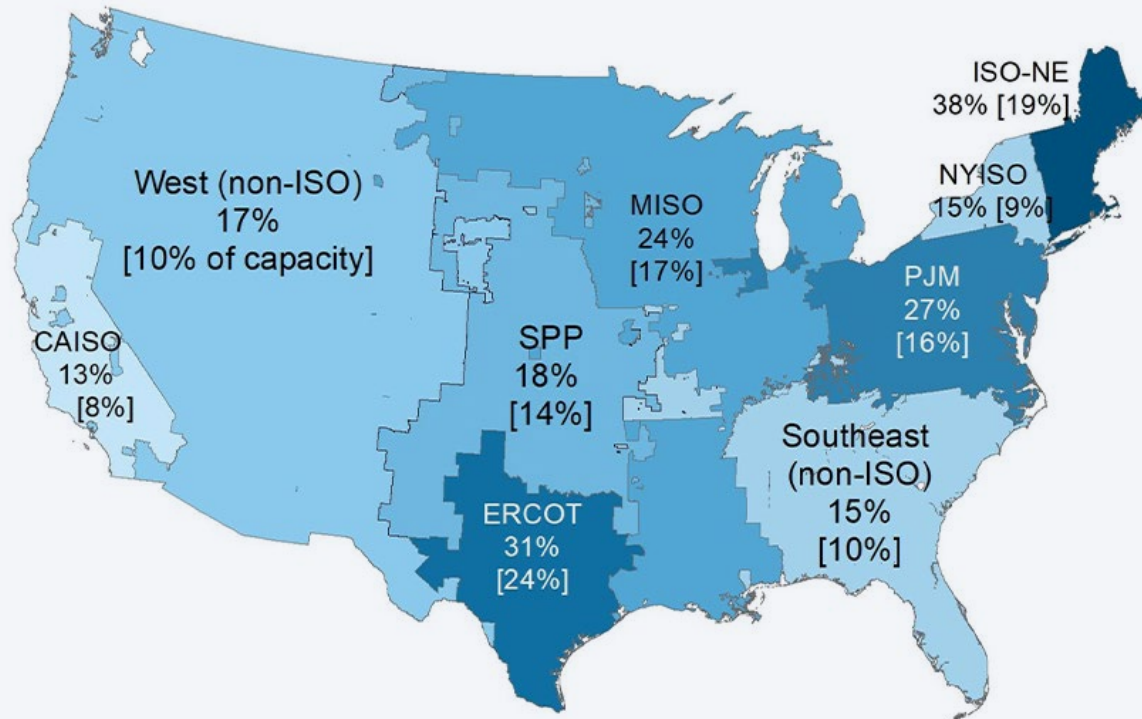 ISO-NE
38% [19%]
NYISO
15% [9%]
West (non-ISO)
17%
[10% of capacity]
MISO
24%
[17%]
PJM
27%
[16%]
CAISO
13%
[8%]
SPP
18%
[14%]
Southeast
(non-ISO)
15%
[10%]
ERCOT
31%
[24%]